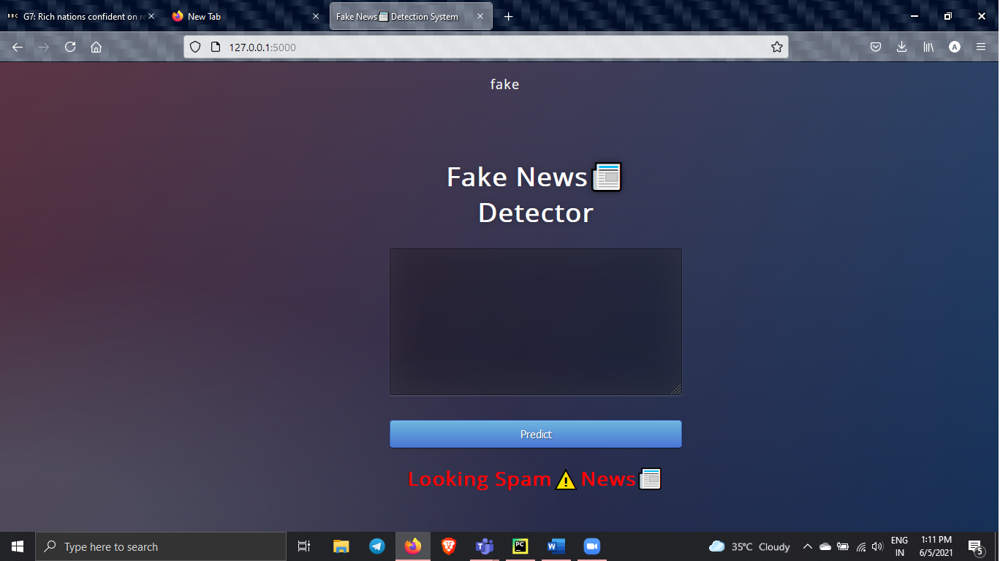 BBC G7: Rich nations confident on
New Tab
Fake News📰 Detection System
127.0.0.1:5000
A
fake
Fake News📰
Detector
Predict
Looking Spam⚠News📰
Type here to search
PC
W
35°C Cloudy
ENG
IN
1:11 PM
6/5/2021
5